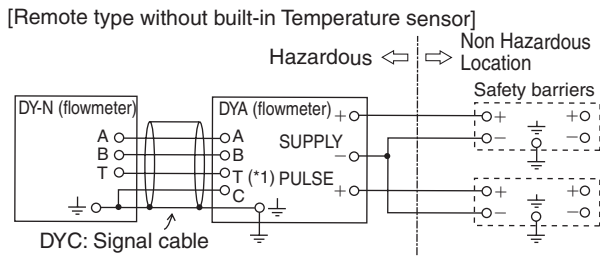 [Remote type without built-in Temperature sensor]
Hazardous
Non Hazardous
Location
Safety barriers
DY-N (flowmeter)
DYA (flowmeter)
+
+
+
A
A
SUPPLY
B
B
-
-
-
T
T (*1) PULSE
+
+
+
C
-
-
DYC: Signal cable